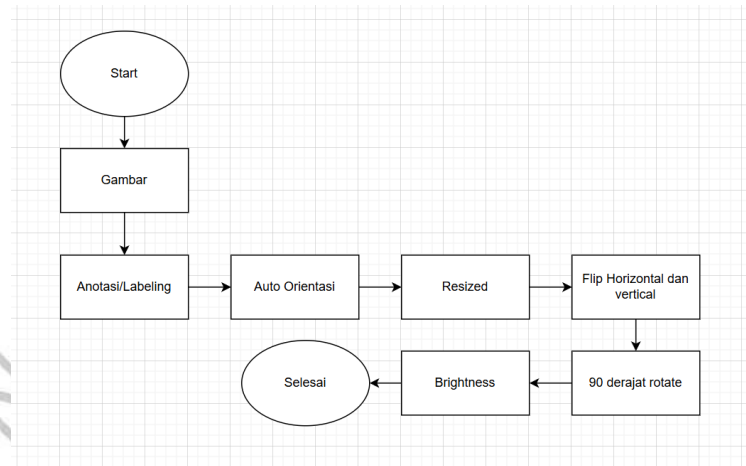 Start
Gambar
Anotasi/Labeling
Auto Orientasi
Resized
Flip Horizontal dan
vertical
90 derajat rotate
Brightness
Selesai